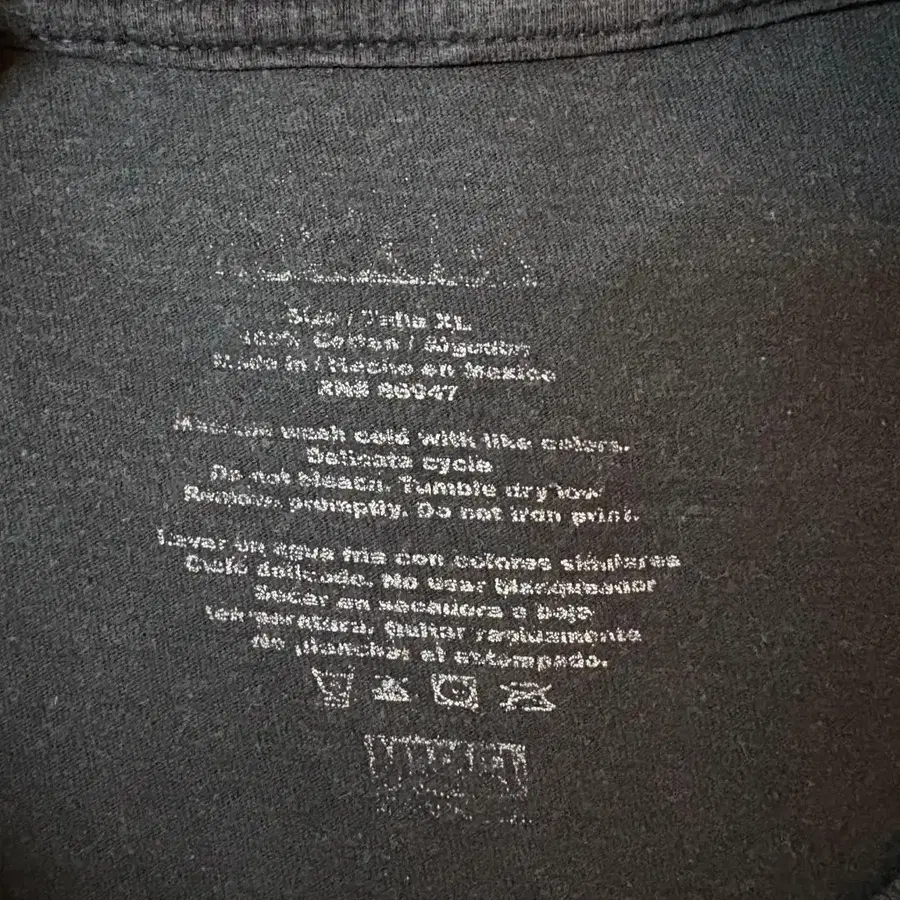 Size / Talla XL
100% Cotton / Algodón
Made in / Hecho en Mexico
RN# 86947
Machine wash cold with like colors.
Delicate cycle
Do not bleach. Tumble dry low
Remove promptly. Do not iron print.
Lavar en agua fria con colores similares
Ciclo delicado. No usar blanqueador
Secar en secadora a baja
temperatura. Quitar rapidamente
no planchar el estampado.